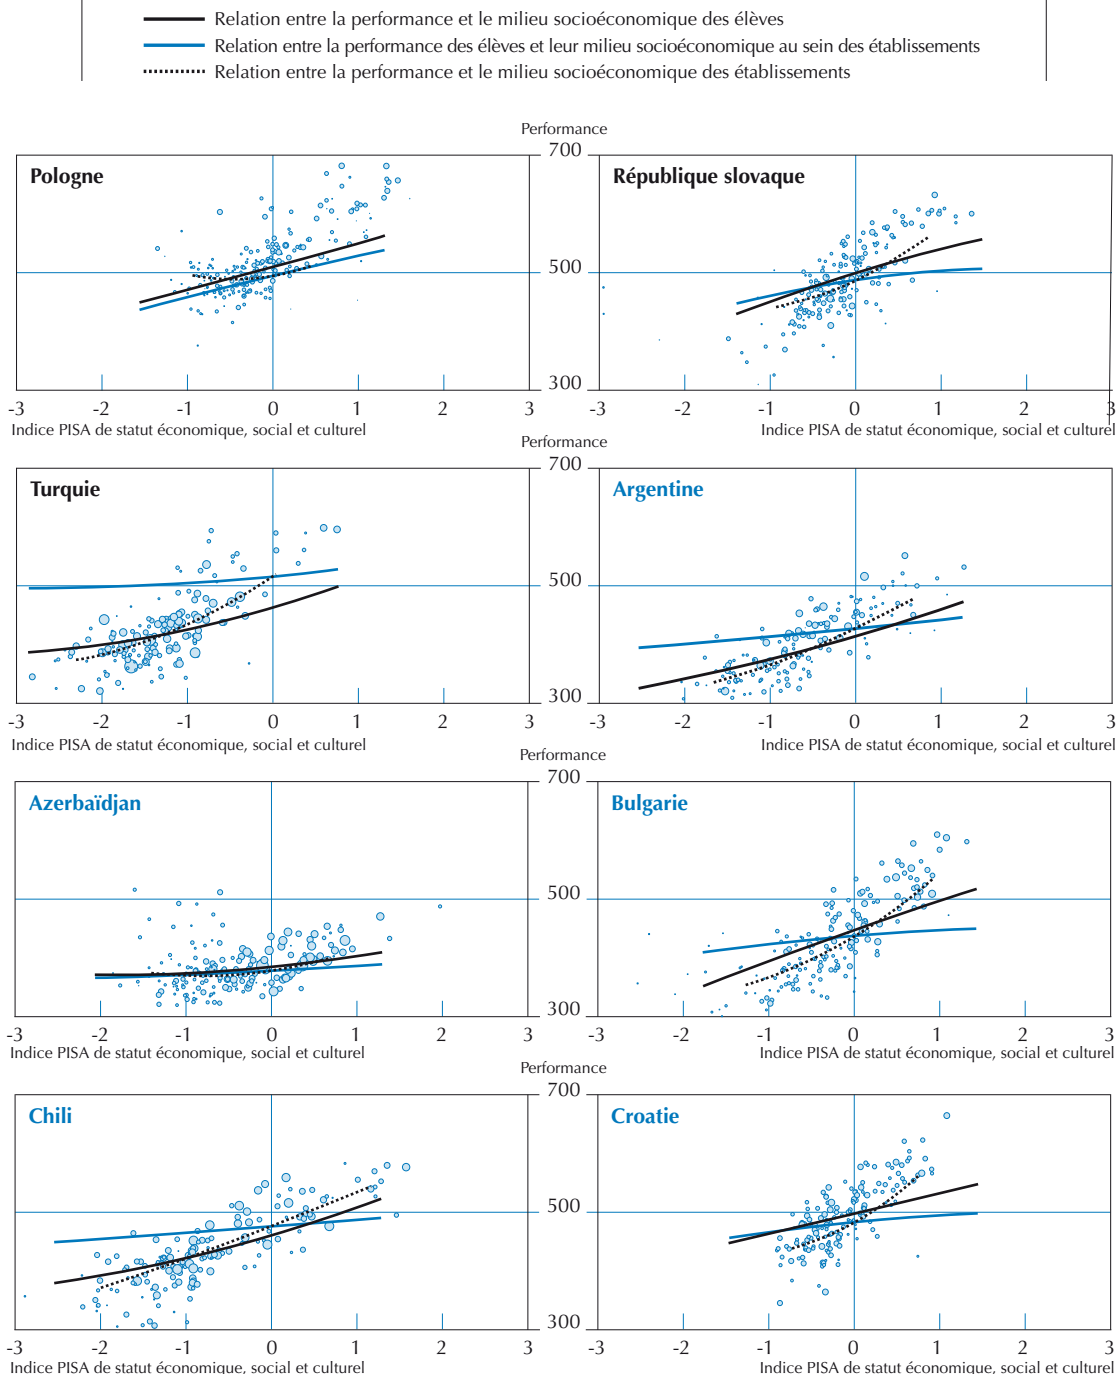 Relation entre la performance et le milieu socioéconomique des élèves
Relation entre la performance des élèves et leur milieu socioéconomique au sein des établissements
Relation entre la performance et le milieu socioéconomique des établissements
Performance
700
Pologne
République slovaque
500
300
-3 -2 -1 0 1 2 3 -3 -2 -1 0 1 2 3
Indice PISA de statut économique, social et culturel
Indice PISA de statut économique, social et culturel
Performance
700
Turquie
Argentine
500
300
-3 -2 -1 0 1 2 3 -3 -2 -1 0 1 2 3
Indice PISA de statut économique, social et culturel
Indice PISA de statut économique, social et culturel
Performance
700
Azerbaïdjan
Bulgarie
500
300
-3 -2 -1 0 1 2 3 -3 -2 -1 0 1 2 3
Indice PISA de statut économique, social et culturel
Indice PISA de statut économique, social et culturel
Performance
700
Chili
Croatie
500
300
-3 -2 -1 0 1 2 3 -3 -2 -1 0 1 2 3
Indice PISA de statut économique, social et culturel
Indice PISA de statut économique, social et culturel